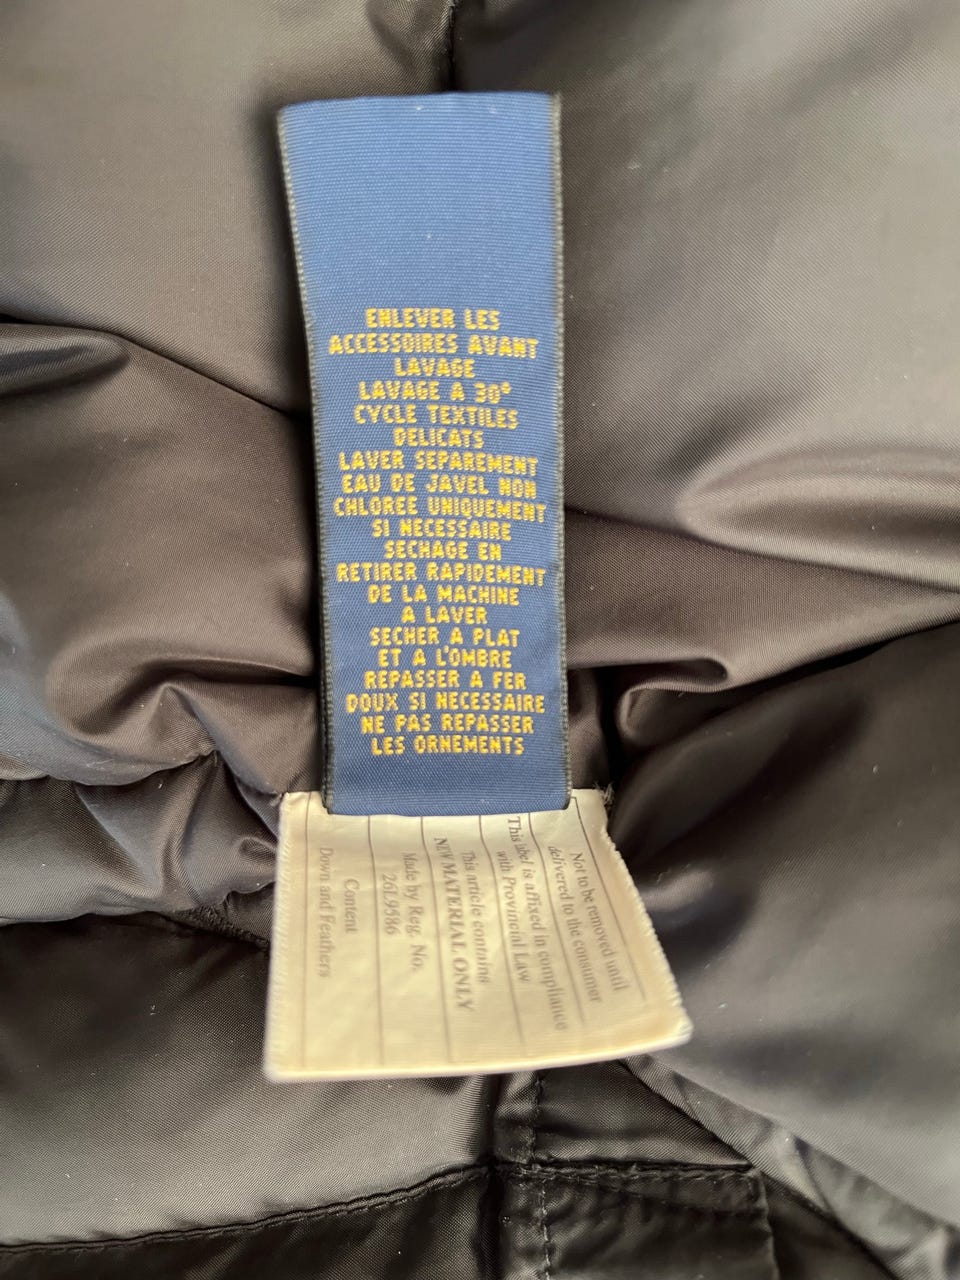 ENLEVER LES
ACCESSOIRES AVANT
LAVAGE
LAVAGE A 30°
CYCLE TEXTILES
DELICATS
LAVER SEPAREMENT
EAU DE JAVEL NON
CHLOREE UNIQUEMENT
SI NECESSAIRE
SECHAGE EN
RETIRER RAPIDEMENT
DE LA MACHINE
A LAVER
SECHER A PLAT
ET A L'OMBRE
REPASSER A FER
DOUX SI NECESSAIRE
NE PAS REPASSER
LES ORNEMENTS
Not to be removed until
delivered to the consumer
This label is affixed in compliance
with Provincial Law
This article contains
NEW MATERIAL ONLY
Made by Reg. No.
26L9586
Content
Down and Feathers